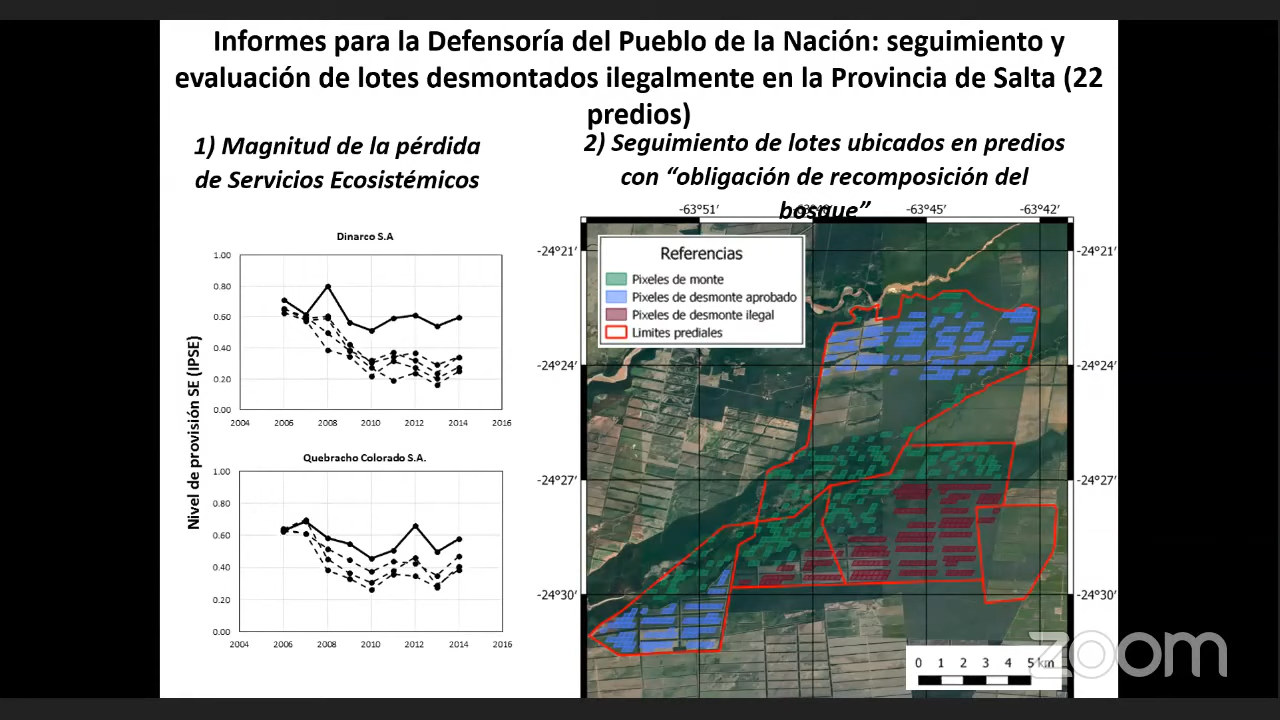 Informes para la Defensoría del Pueblo de la Nación: seguimiento y
evaluación de lotes desmontados ilegalmente en la Provincia de Salta (22
predios)
1) Magnitud de la pérdida
de Servicios Ecosistémicos
2) Seguimiento de lotes ubicados en predios
con “obligación de recomposición del
bosque”
Nivel de provisión SE (IPSE)
Dinarco S.A
1.00
0.80
0.60
0.40
0.20
0.00
2004 2006 2008 2010 2012 2014 2016
Quebracho Colorado S.A.
1.00
0.80
0.60
0.40
0.20
0.00
2004 2006 2008 2010 2012 2014 2016
-63°51′ -63°45′ -63°42′
-24°21′ -24°21′
-24°24′ -24°24′
-24°27′ -24°27′
-24°30′ -24°30′
Referencias
Pixeles de monte
Pixeles de desmonte aprobado
Pixeles de desmonte ilegal
Limites prediales
0 1 2 3 4 5 km
zoom